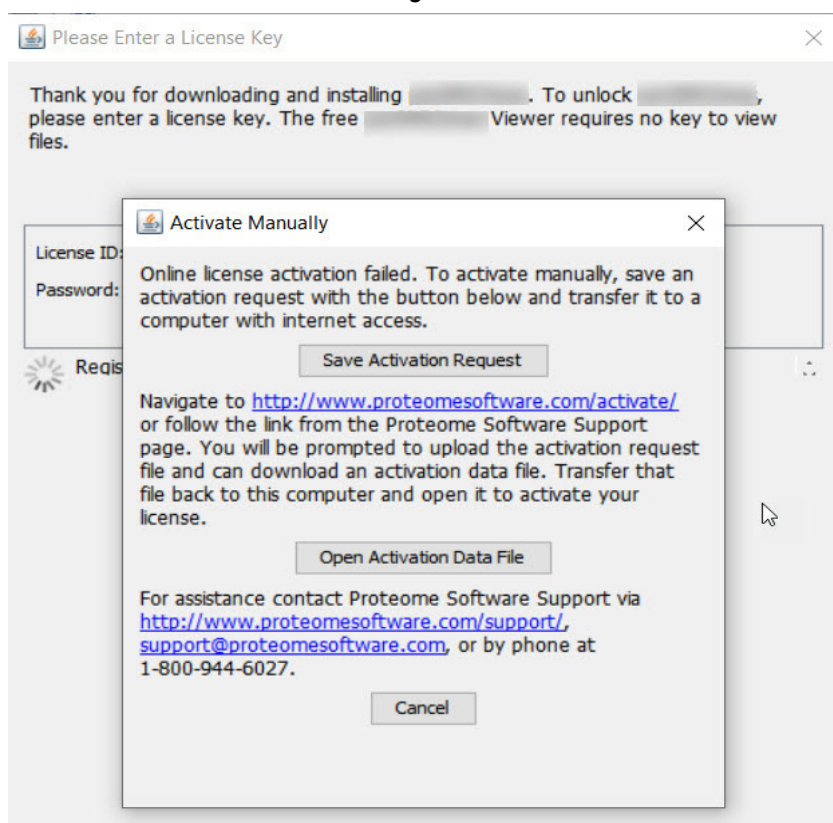 Please Enter a License Key
Thank you for downloading and installing . To unlock ,
please enter a license key. The free Viewer requires no key to view
files.
Activate Manually
License ID:
Password:
Online license activation failed. To activate manually, save an
activation request with the button below and transfer it to a
computer with internet access.
Save Activation Request
Regis
Navigate to http://www.proteomesoftware.com/activate/
or follow the link from the Proteome Software Support
page. You will be prompted to upload the activation request
file and can download an activation data file. Transfer that
file back to this computer and open it to activate your
license.
Open Activation Data File
For assistance contact Proteome Software Support via
http://www.proteomesoftware.com/support/,
support@proteomesoftware.com, or by phone at
1-800-944-6027.
Cancel